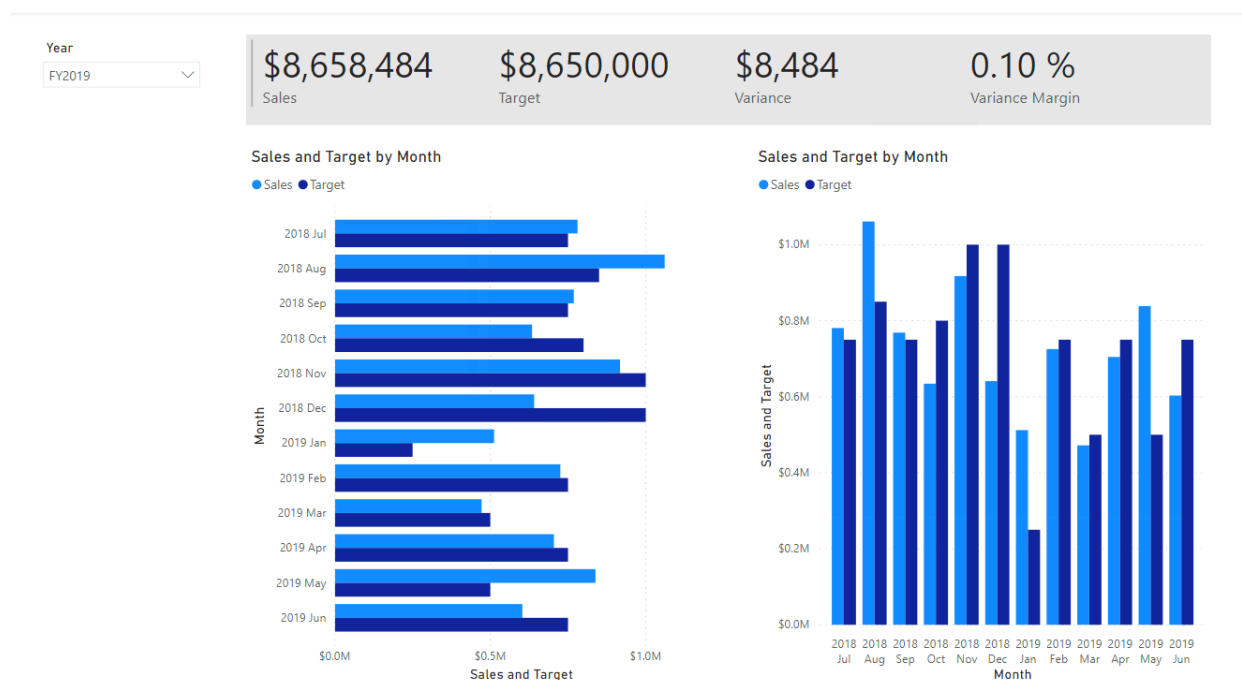 Year
FY2019
$8,658,484
Sales
$8,650,000
Target
$8,484
Variance
0.10 %
Variance Margin
Sales and Target by Month
Sales Target
Month
2018 Jul
2018 Aug
2018 Sep
2018 Oct
2018 Nov
2018 Dec
2019 Jan
2019 Feb
2019 Mar
2019 Apr
2019 May
2019 Jun
$0.0M $0.5M $1.0M
Sales and Target
Sales and Target by Month
Sales Target
Sales and Target
$1.0M
$0.8M
$0.6M
$0.4M
$0.2M
$0.0M
2018 2018 2018 2018 2018 2018 2019 2019 2019 2019 2019 2019
Jul Aug Sep Oct Nov Dec Jan Feb Mar Apr May Jun
Month